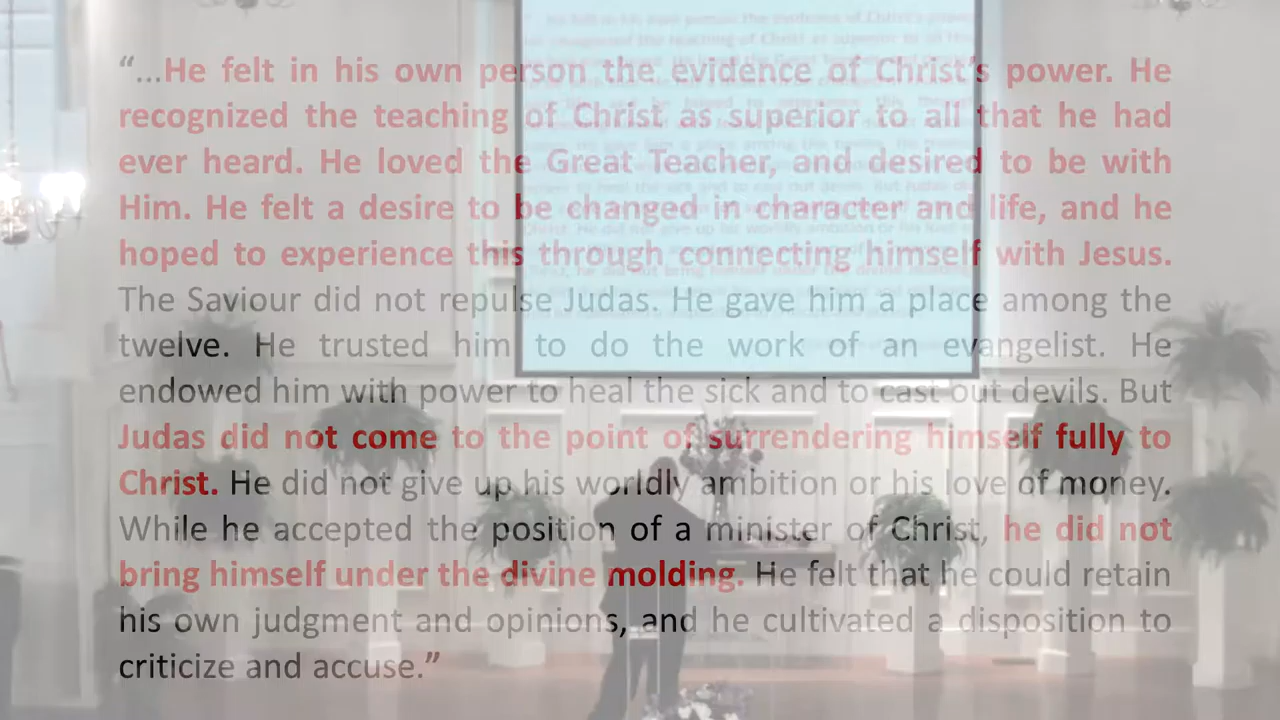 “...He felt in his own person the evidence of Christ’s power. He
recognized the teaching of Christ as superior to all that he had
ever heard. He loved the Great Teacher, and desired to be with
Him. He felt a desire to be changed in character and life, and he
hoped to experience this through connecting himself with Jesus.
The Saviour did not repulse Judas. He gave him a place among the
twelve. He trusted him to do the work of an evangelist. He
endowed him with power to heal the sick and to cast out devils. But
Judas did not come to the point of surrendering himself fully to
Christ. He did not give up his worldly ambition or his love of money.
While he accepted the position of a minister of Christ, he did not
bring himself under the divine molding. He felt that he could retain
his own judgment and opinions, and he cultivated a disposition to
criticize and accuse.”